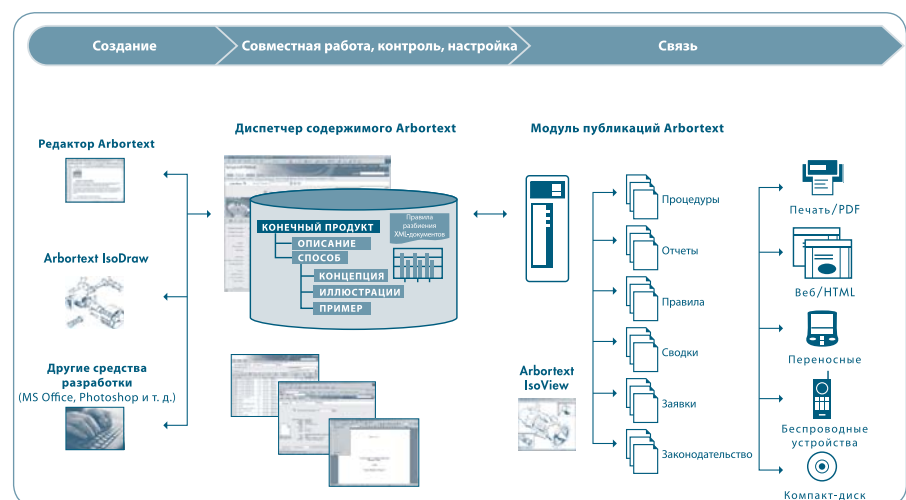 Создание
Совместная работа, контроль, настройка
Связь
Редактор Arbortext
Arbortext IsoDraw
Другие средства
разработки
(MS Office, Photoshop и т. д.)
Диспетчер содержимого Arbortext
КОНЕЧНЫЙ ПРОДУКТ
ОПИСАНИЕ
СПОСОБ
КОНЦЕПЦИЯ
ИЛЛЮСТРАЦИИ
ПРИМЕР
Правила
разбиения
XML-документов
Модуль публикаций Arbortext
Arbortext
IsoView
Процедуры
Отчеты
Правила
Сводки
Заявки
Законодательство
Печать/PDF
Веб/HTML
Переносные
Беспроводные
устройства
Компакт-диск